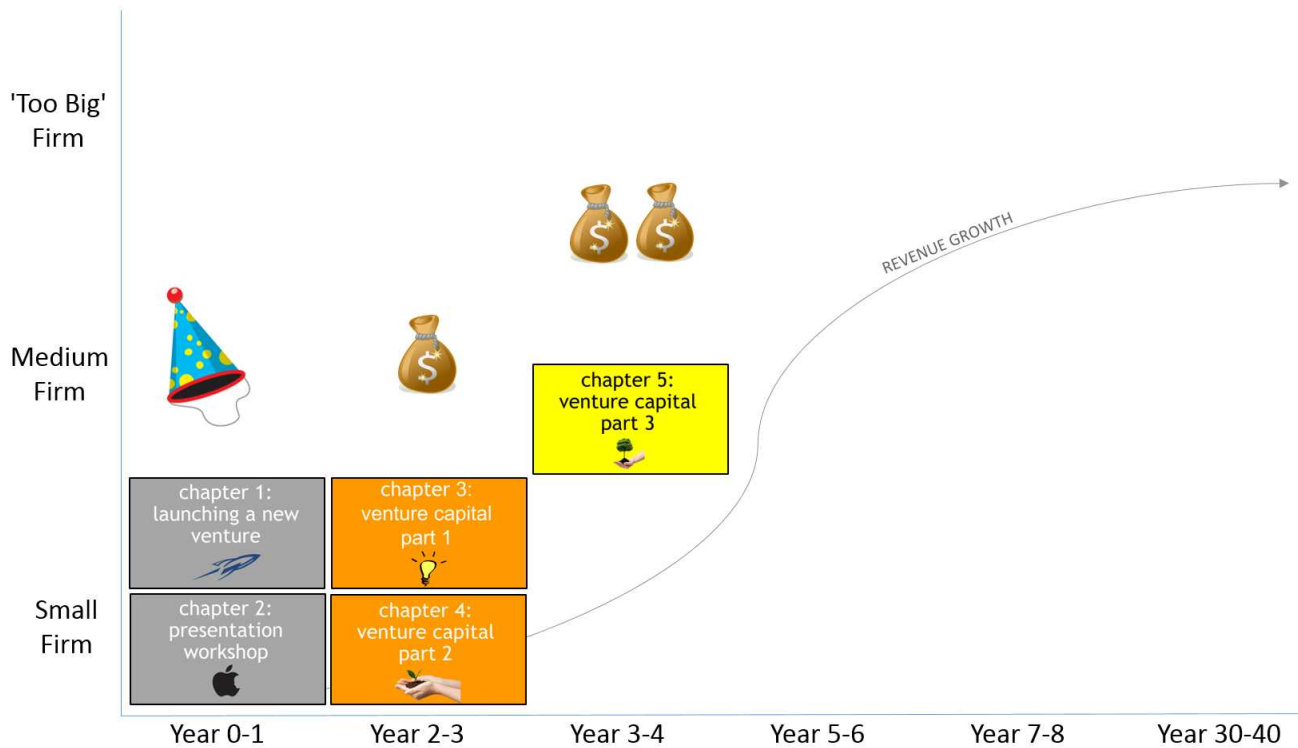 'Too Big'
Firm
REVENUE GROWTH
$
$
$
Medium
Firm
chapter 5:
venture capital
part 3
chapter 1:
launching a new
venture
chapter 3:
venture capital
part 1
Small
Firm
chapter 2:
presentation
workshop
chapter 4:
venture capital
part 2
Year 0-1
Year 2-3
Year 3-4
Year 5-6
Year 7-8
Year 30-40